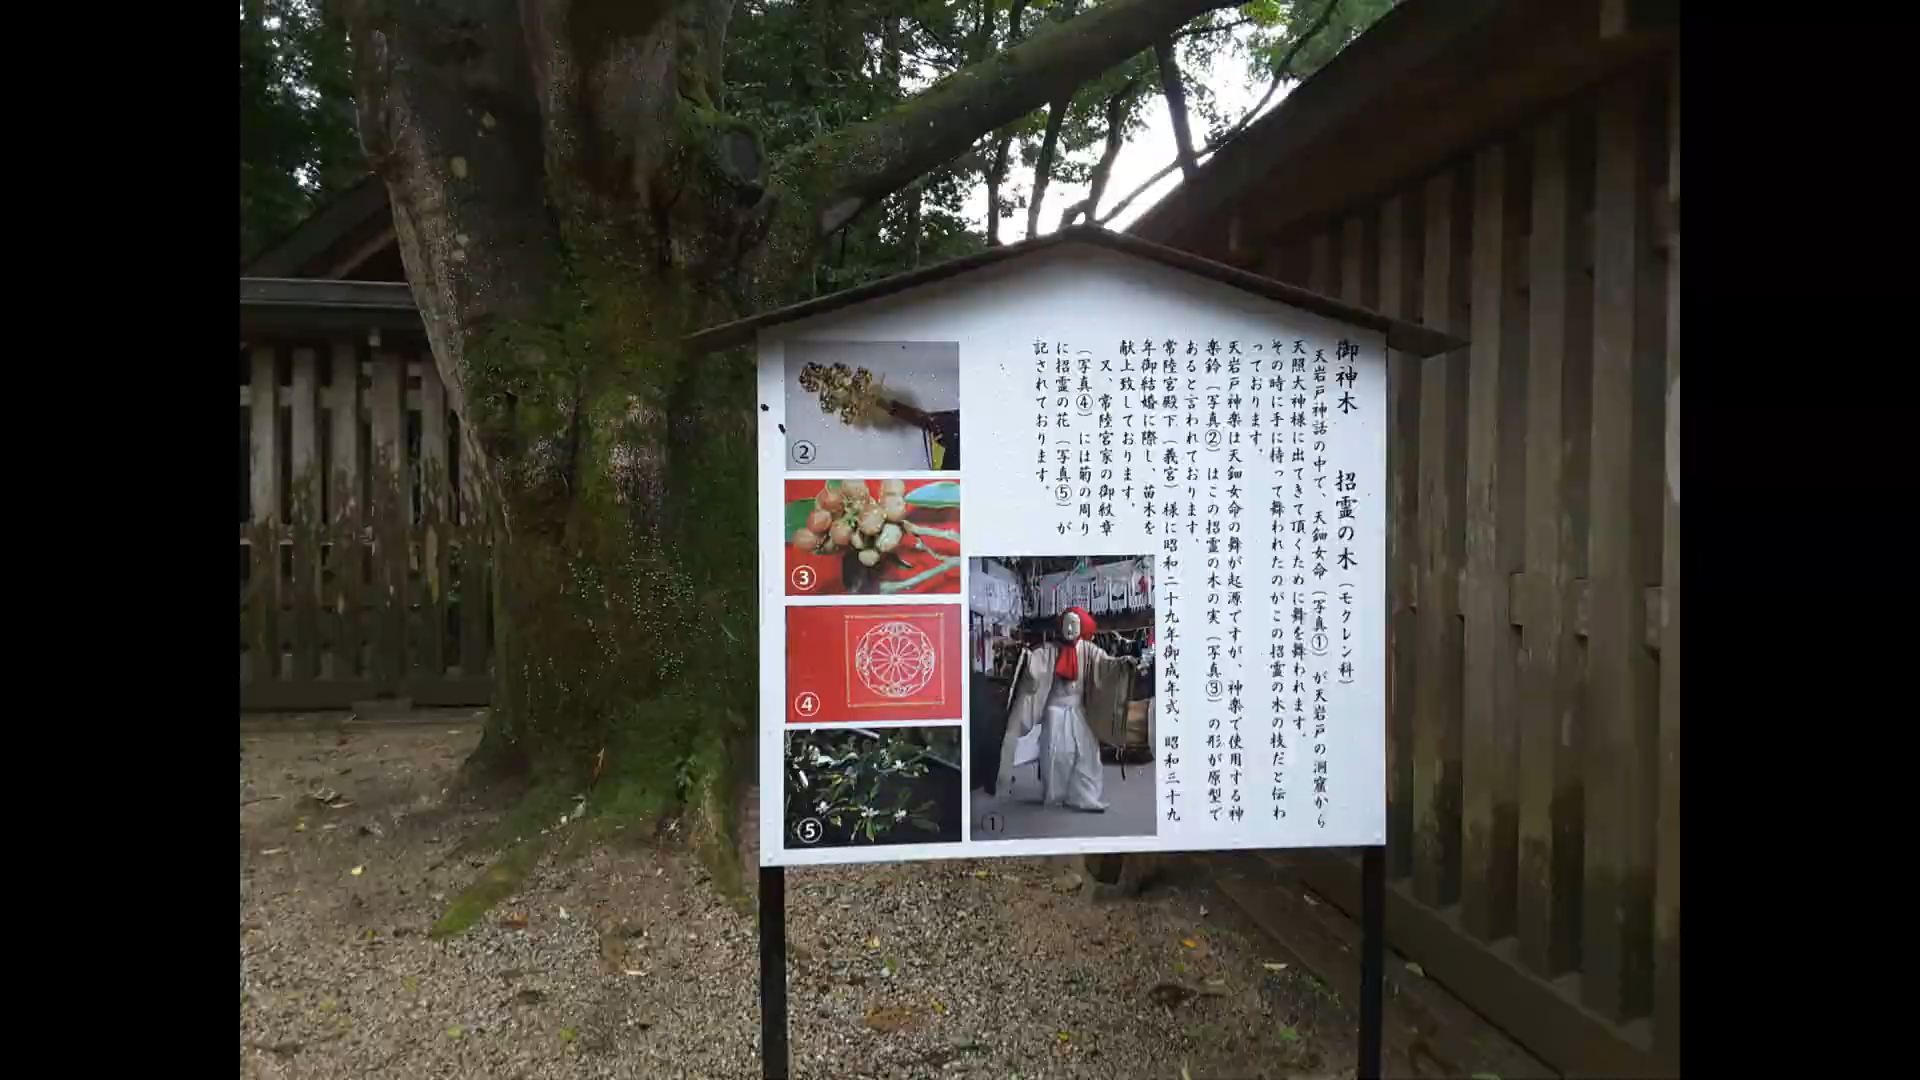 御神木　招霊の木（モクレン科）
天岩戸神話の中で、天鈿女命（写真①）が天岩戸の洞窟から
天照大神様に出てきて頂くために舞を舞われます。
その時に手に持って舞われたのがこの招霊の木の枝だと伝わ
っております。
天岩戸神楽は天鈿女命の舞が起源ですが、神楽で使用する神
楽鈴（写真②）はこの招霊の木の実（写真③）の形が原型で
あると言われております。
常陸宮殿下（義宮）様に昭和二十九年御成年式、昭和三十九
年御結婚に際し、苗木を
献上致しております。
又、常陸宮家の御紋章
（写真④）には菊の周り
に招霊の花（写真⑤）が
記されております。
②
③
④
⑤
①